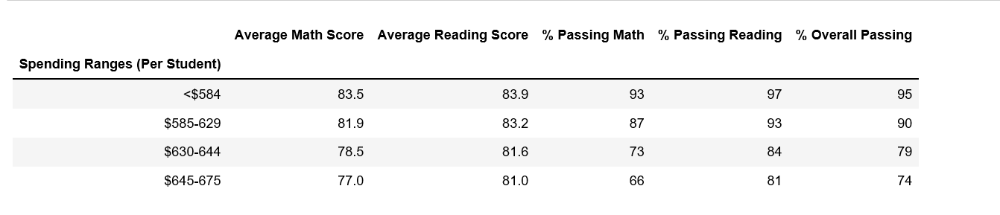 Average Math Score Average Reading Score % Passing Math % Passing Reading % Overall Passing
Spending Ranges (Per Student)
<$584 83.5 83.9 93 97 95
$585-629 81.9 83.2 87 93 90
$630-644 78.5 81.6 73 84 79
$645-675 77.0 81.0 66 81 74